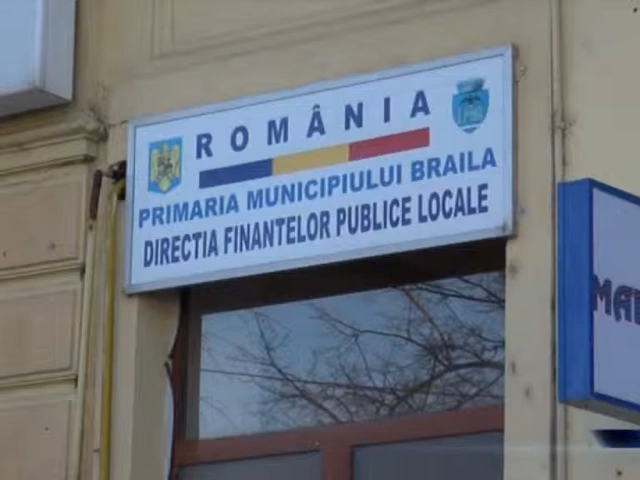 ROMÂNIA
PRIMARIA MUNICIPIULUI BRAILA
DIRECTIA FINANTELOR PUBLICE LOCALE